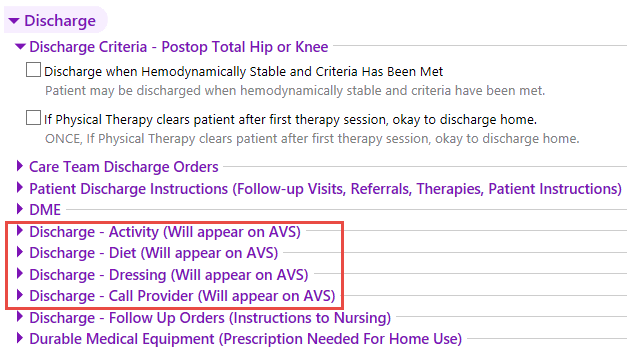 Discharge
Discharge Criteria - Postop Total Hip or Knee
Discharge when Hemodynamically Stable and Criteria Has Been Met
Patient may be discharged when hemodynamically stable and criteria have been met.
If Physical Therapy clears patient after first therapy session, okay to discharge home.
ONCE, If Physical Therapy clears patient after first therapy session, okay to discharge home.
Care Team Discharge Orders
Patient Discharge Instructions (Follow-up Visits, Referrals, Therapies, Patient Instructions)
DME
Discharge - Activity (Will appear on AVS)
Discharge - Diet (Will appear on AVS)
Discharge - Dressing (Will appear on AVS)
Discharge - Call Provider (Will appear on AVS)
Discharge - Follow Up Orders (Instructions to Nursing)
Durable Medical Equipment (Prescription Needed For Home Use)